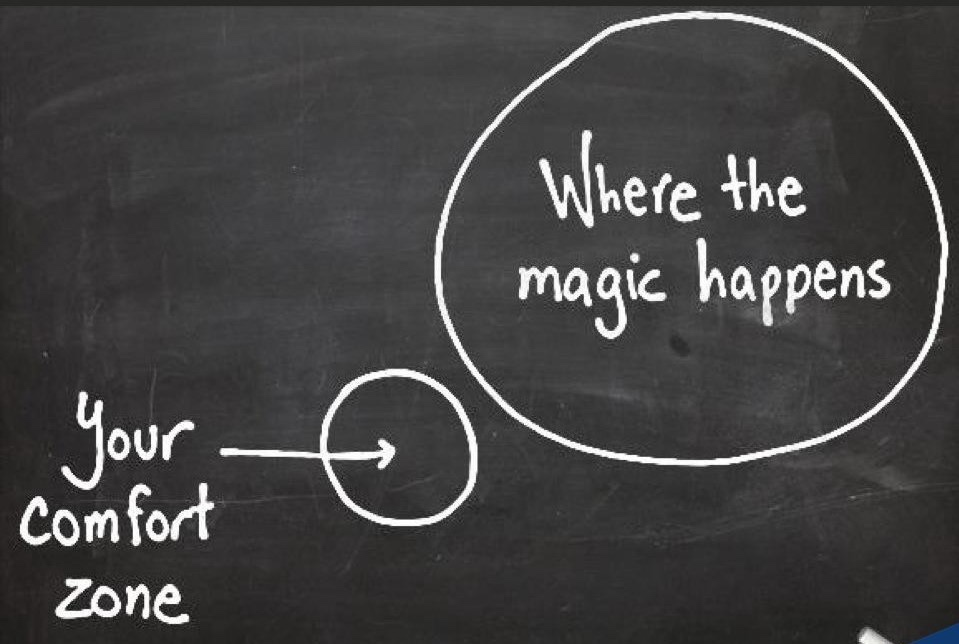 Where the
magic happens
Your
comfort
zone